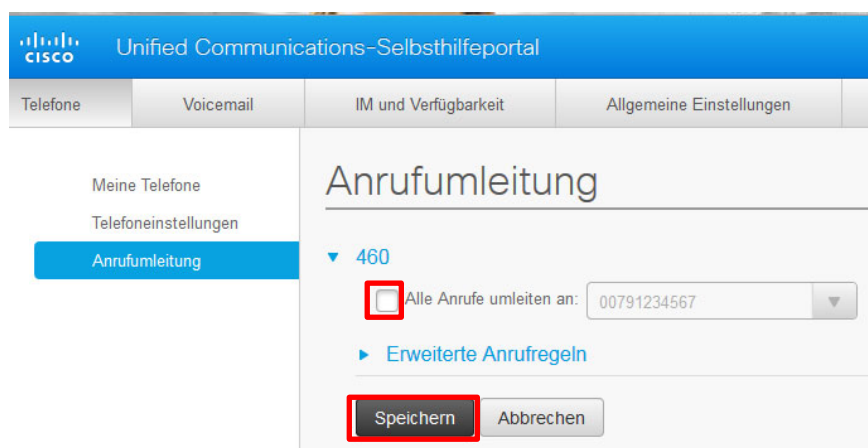 CISCO Unified Communications-Selbsthilfeportal
Telefone Voicemail IM und Verfügbarkeit Allgemeine Einstellungen
Meine Telefone
Telefoneinstellungen
Anrufumleitung
Anrufumleitung
460
Alle Anrufe umleiten an: 00791234567
Erweiterte Anrufregeln
Speichern Abbrechen